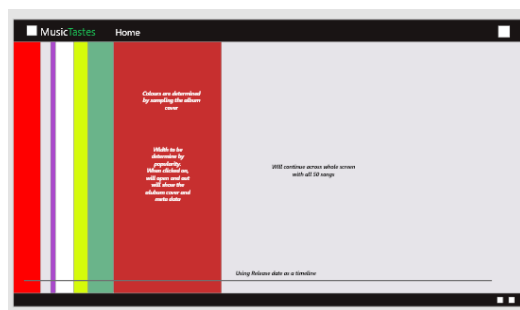 MusicTastes Home
Colours are determined
by sampling the album
cover
Width to be
determine by
popularity.
When clicked on,
will open and out
will show the
alubum cover and
meta data
Will continue across whole screen
with all 50 songs
Using Release date as a timeline